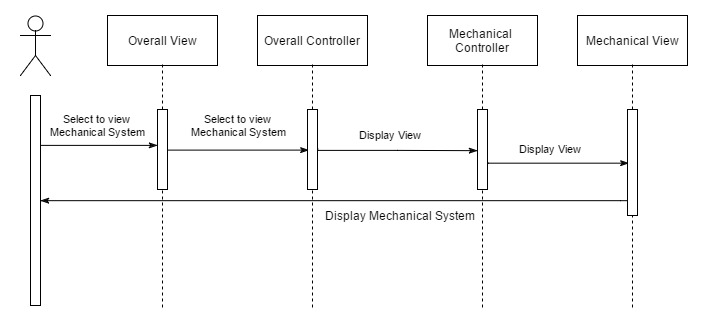 Overall View
Overall Controller
Mechanical
Controller
Mechanical View
Select to view
Mechanical System
Select to view
Mechanical System
Display View
Display View
Display Mechanical System